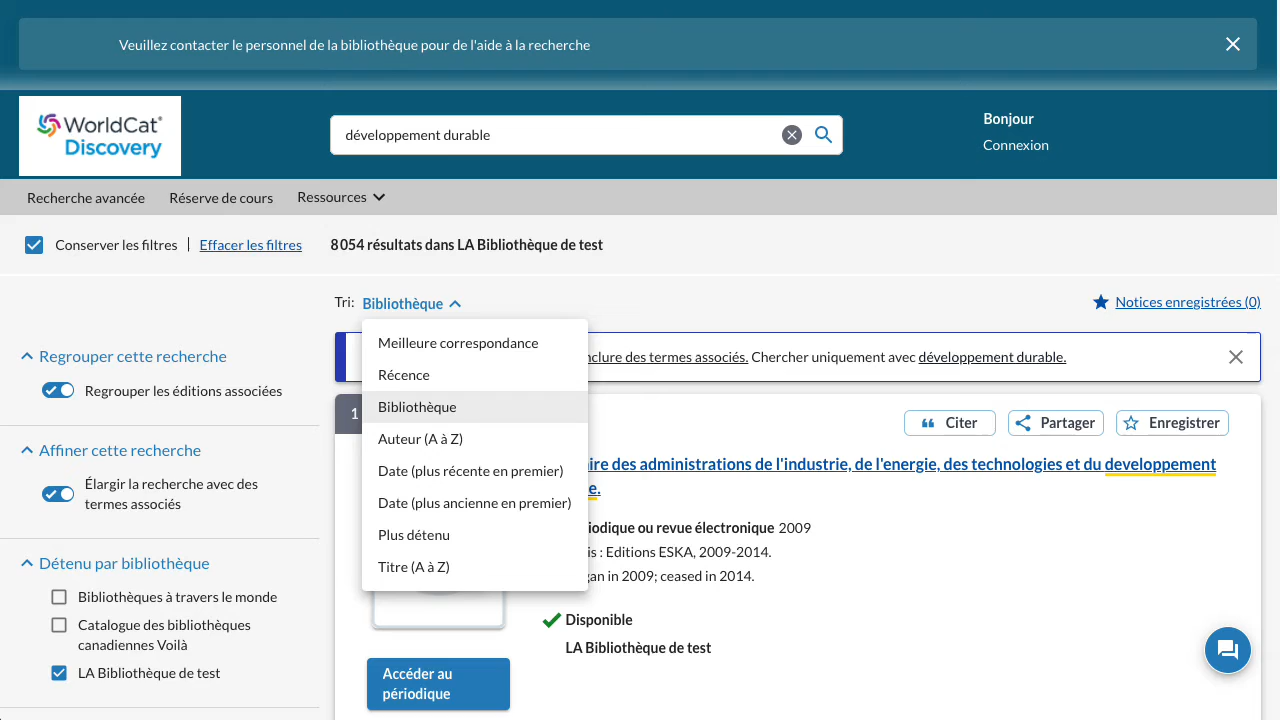 Veuillez contacter le personnel de la bibliothèque pour de l'aide à la recherche
WorldCat®
Discovery
développement durable
Bonjour
Connexion
Recherche avancée
Réserve de cours
Ressources
Conserver les filtres
Effacer les filtres
8 054 résultats dans LA Bibliothèque de test
Tri: Bibliothèque
Notices enregistrées (0)
Regrouper cette recherche
Regrouper les éditions associées
Affiner cette recherche
Élargir la recherche avec des
termes associés
Détenu par bibliothèque
Bibliothèques à travers le monde
Catalogue des bibliothèques
canadiennes Voilà
LA Bibliothèque de test
Meilleure correspondance
Récence
Bibliothèque
Auteur (A à Z)
Date (plus récente en premier)
Date (plus ancienne en premier)
Plus détenu
Titre (A à Z)
des termes associés. Chercher uniquement avec développement durable.
1
Citer
Partager
Enregistrer
des administrations de l'industrie, de l'energie, des technologies et du developpement
ou revue électronique 2009
: Editions ESKA, 2009-2014.
in 2009; ceased in 2014.
Disponible
LA Bibliothèque de test
Accéder au
périodique